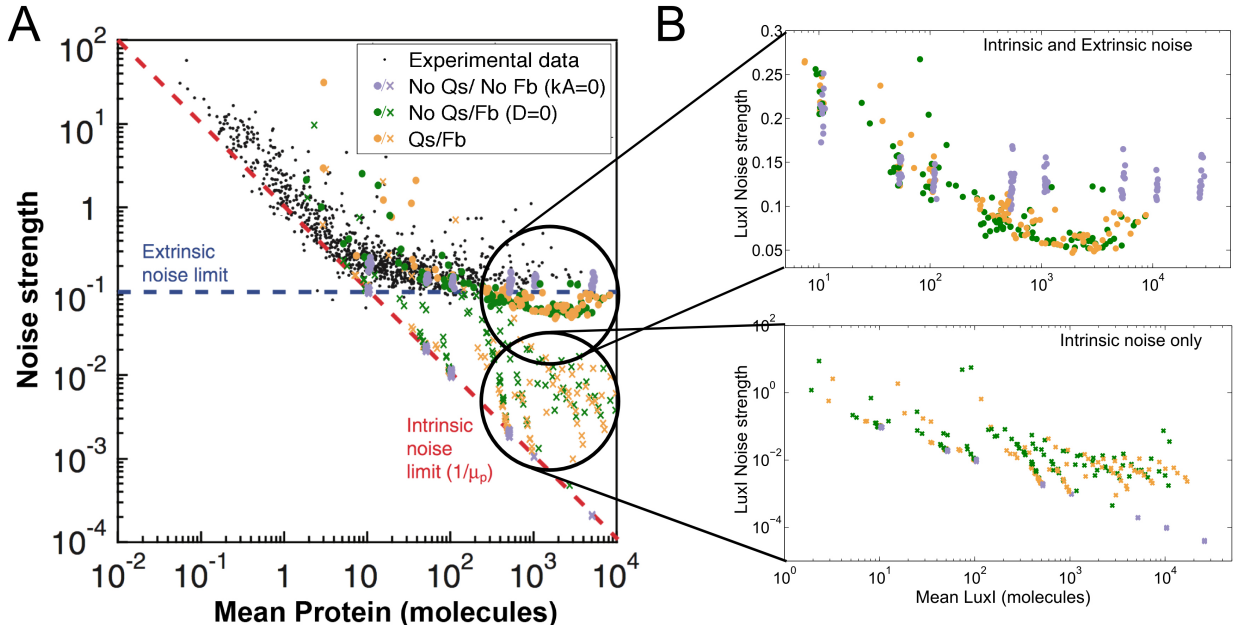 A
Noise strength
10^2
10^1
1
10^-1
10^-2
10^-3
10^-4
Experimental data
●/× No Qs/ No Fb (kA=0)
●/× No Qs/Fb (D=0)
●/× Qs/Fb
Extrinsic
noise limit
Intrinsic
noise
limit (1/μ_p)
10^-2
10^-1
1
10^1
10^2
10^3
10^4
Mean Protein (molecules)
B
LuxI Noise strength
0.3
0.25
0.2
0.15
0.1
0.05
Intrinsic and Extrinsic noise
10^1
10^2
10^3
10^4
LuxI Noise strength
10^2
10^0
10^-2
10^-4
Intrinsic noise only
10^0
10^1
10^2
10^3
10^4
Mean LuxI (molecules)